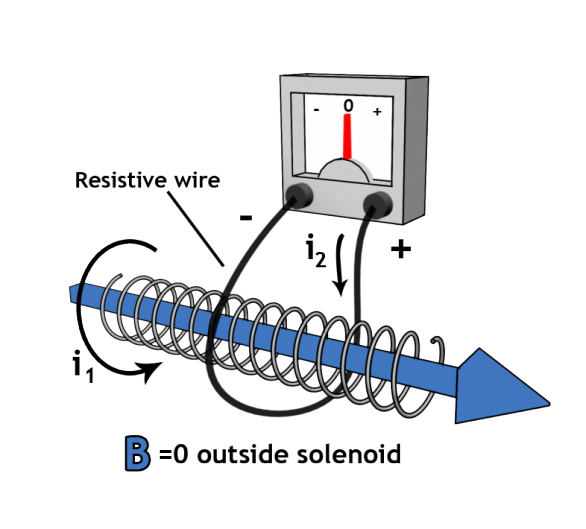 - 0 +
Resistive wire
-
i2
+
i1
B =0 outside solenoid